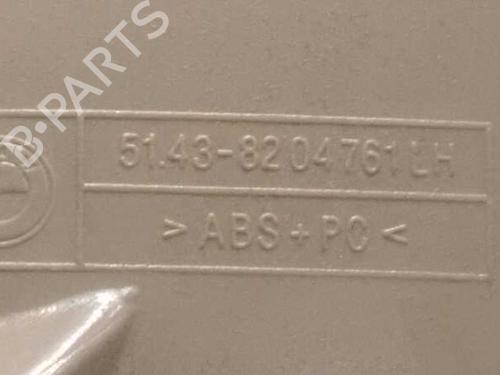 B-PARTS
51.43-8204761 LH
> ABS + PC <